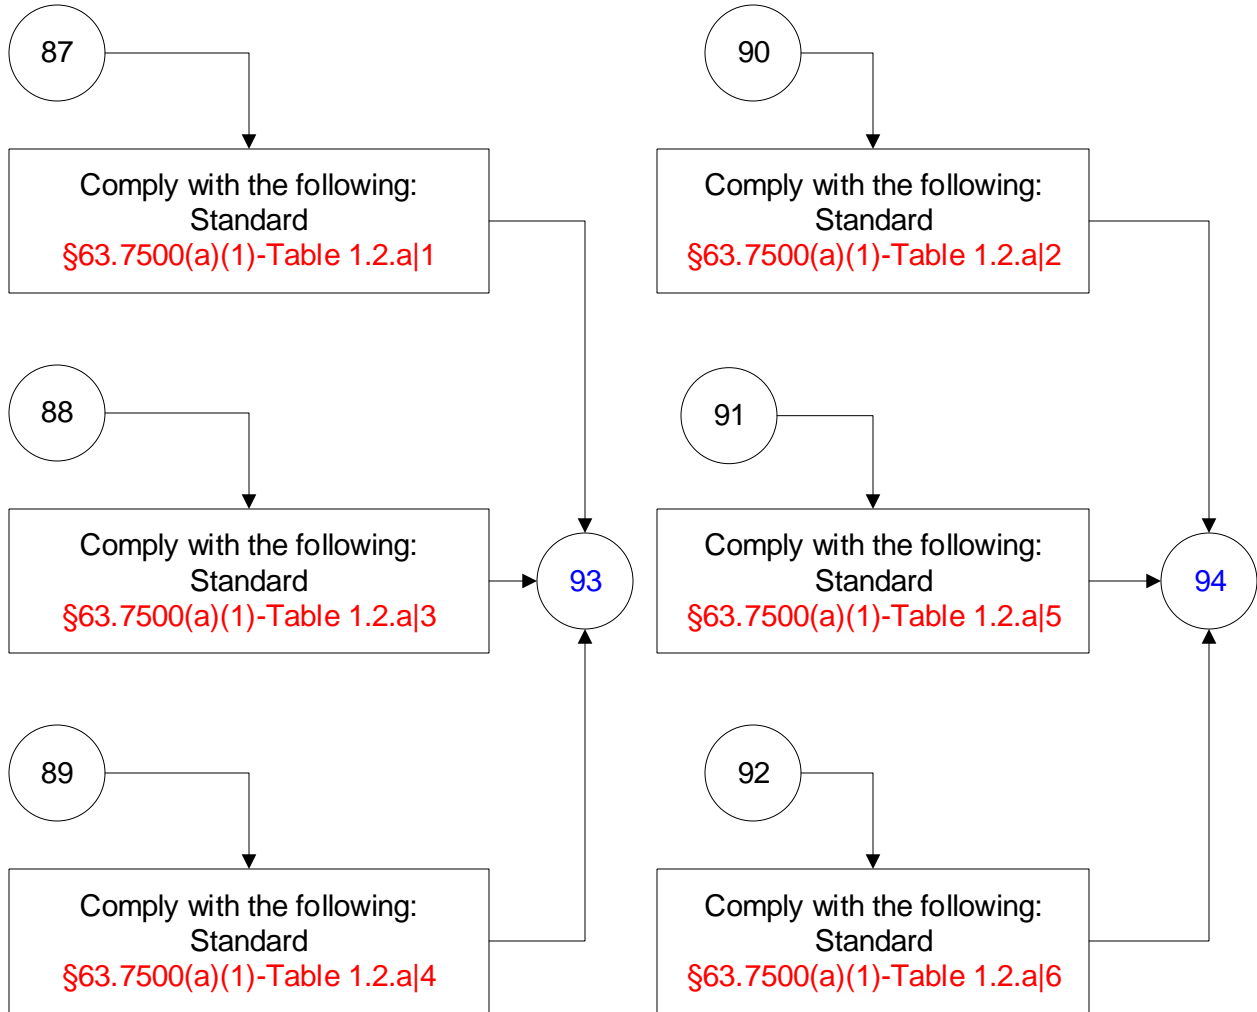 87
Comply with the following:
Standard
§63.7500(a)(1)-Table 1.2.a|1
88
Comply with the following:
Standard
§63.7500(a)(1)-Table 1.2.a|3
93
89
Comply with the following:
Standard
§63.7500(a)(1)-Table 1.2.a|4
90
Comply with the following:
Standard
§63.7500(a)(1)-Table 1.2.a|2
91
Comply with the following:
Standard
§63.7500(a)(1)-Table 1.2.a|5
94
92
Comply with the following:
Standard
§63.7500(a)(1)-Table 1.2.a|6